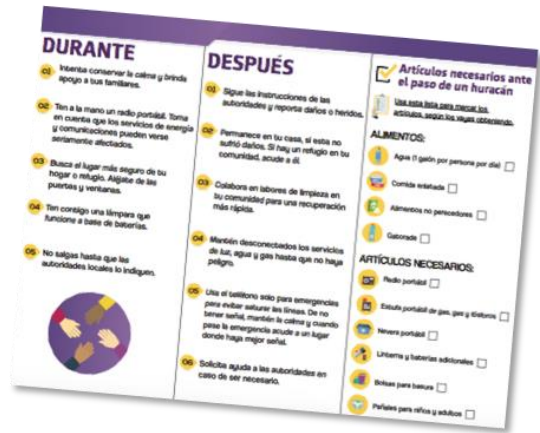 DURANTE
01 Intenta conservar la calma y brinda
apoyo a tus familiares.
02 Ten a la mano un radio portátil. Toma
en cuenta que los servicios de energía
y comunicaciones pueden verse
seriamente afectados.
03 Busca el lugar más seguro de tu
hogar o refugio. Aléjate de las
puertas y ventanas.
04 Ten contigo una lámpara que
funcione a base de baterías.
05 No salgas hasta que las
autoridades locales lo indiquen.
DESPUÉS
01 Sigue las instrucciones de las
autoridades y reporta daños o heridos.
02 Permanece en tu casa, si esta no
sufrió daños. Si hay un refugio en tu
comunidad, acude a él.
03 Colabora en labores de limpieza en
tu comunidad para una recuperación
más rápida.
04 Mantén desconectados los servicios
de luz, agua y gas hasta que no haya
peligro.
05 Usa el teléfono solo para emergencias
para evitar saturar las líneas. De no
tener señal, mantén la calma y cuando
pase la emergencia acude a un lugar
donde haya mejor señal.
06 Solicita ayuda a las autoridades en
caso de ser necesario.
Artículos necesarios ante
el paso de un huracán
Usa esta lista para marcar los
artículos, según los vayas obteniendo.
ALIMENTOS:
Agua (1 galón por persona por día)
Comida enlatada
Alimentos no perecederos
Gatorade
ARTÍCULOS NECESARIOS:
Radio portátil
Estufa portátil de gas, gas y fósforos
Nevera portátil
Linterna y baterías adicionales
Bolsas para basura
Pañales para niños y adultos